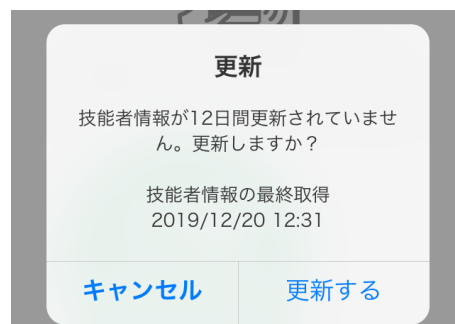 更新
技能者情報が12日間更新されていませ
ん。更新しますか？
技能者情報の最終取得
2019/12/20 12:31
キャンセル
更新する